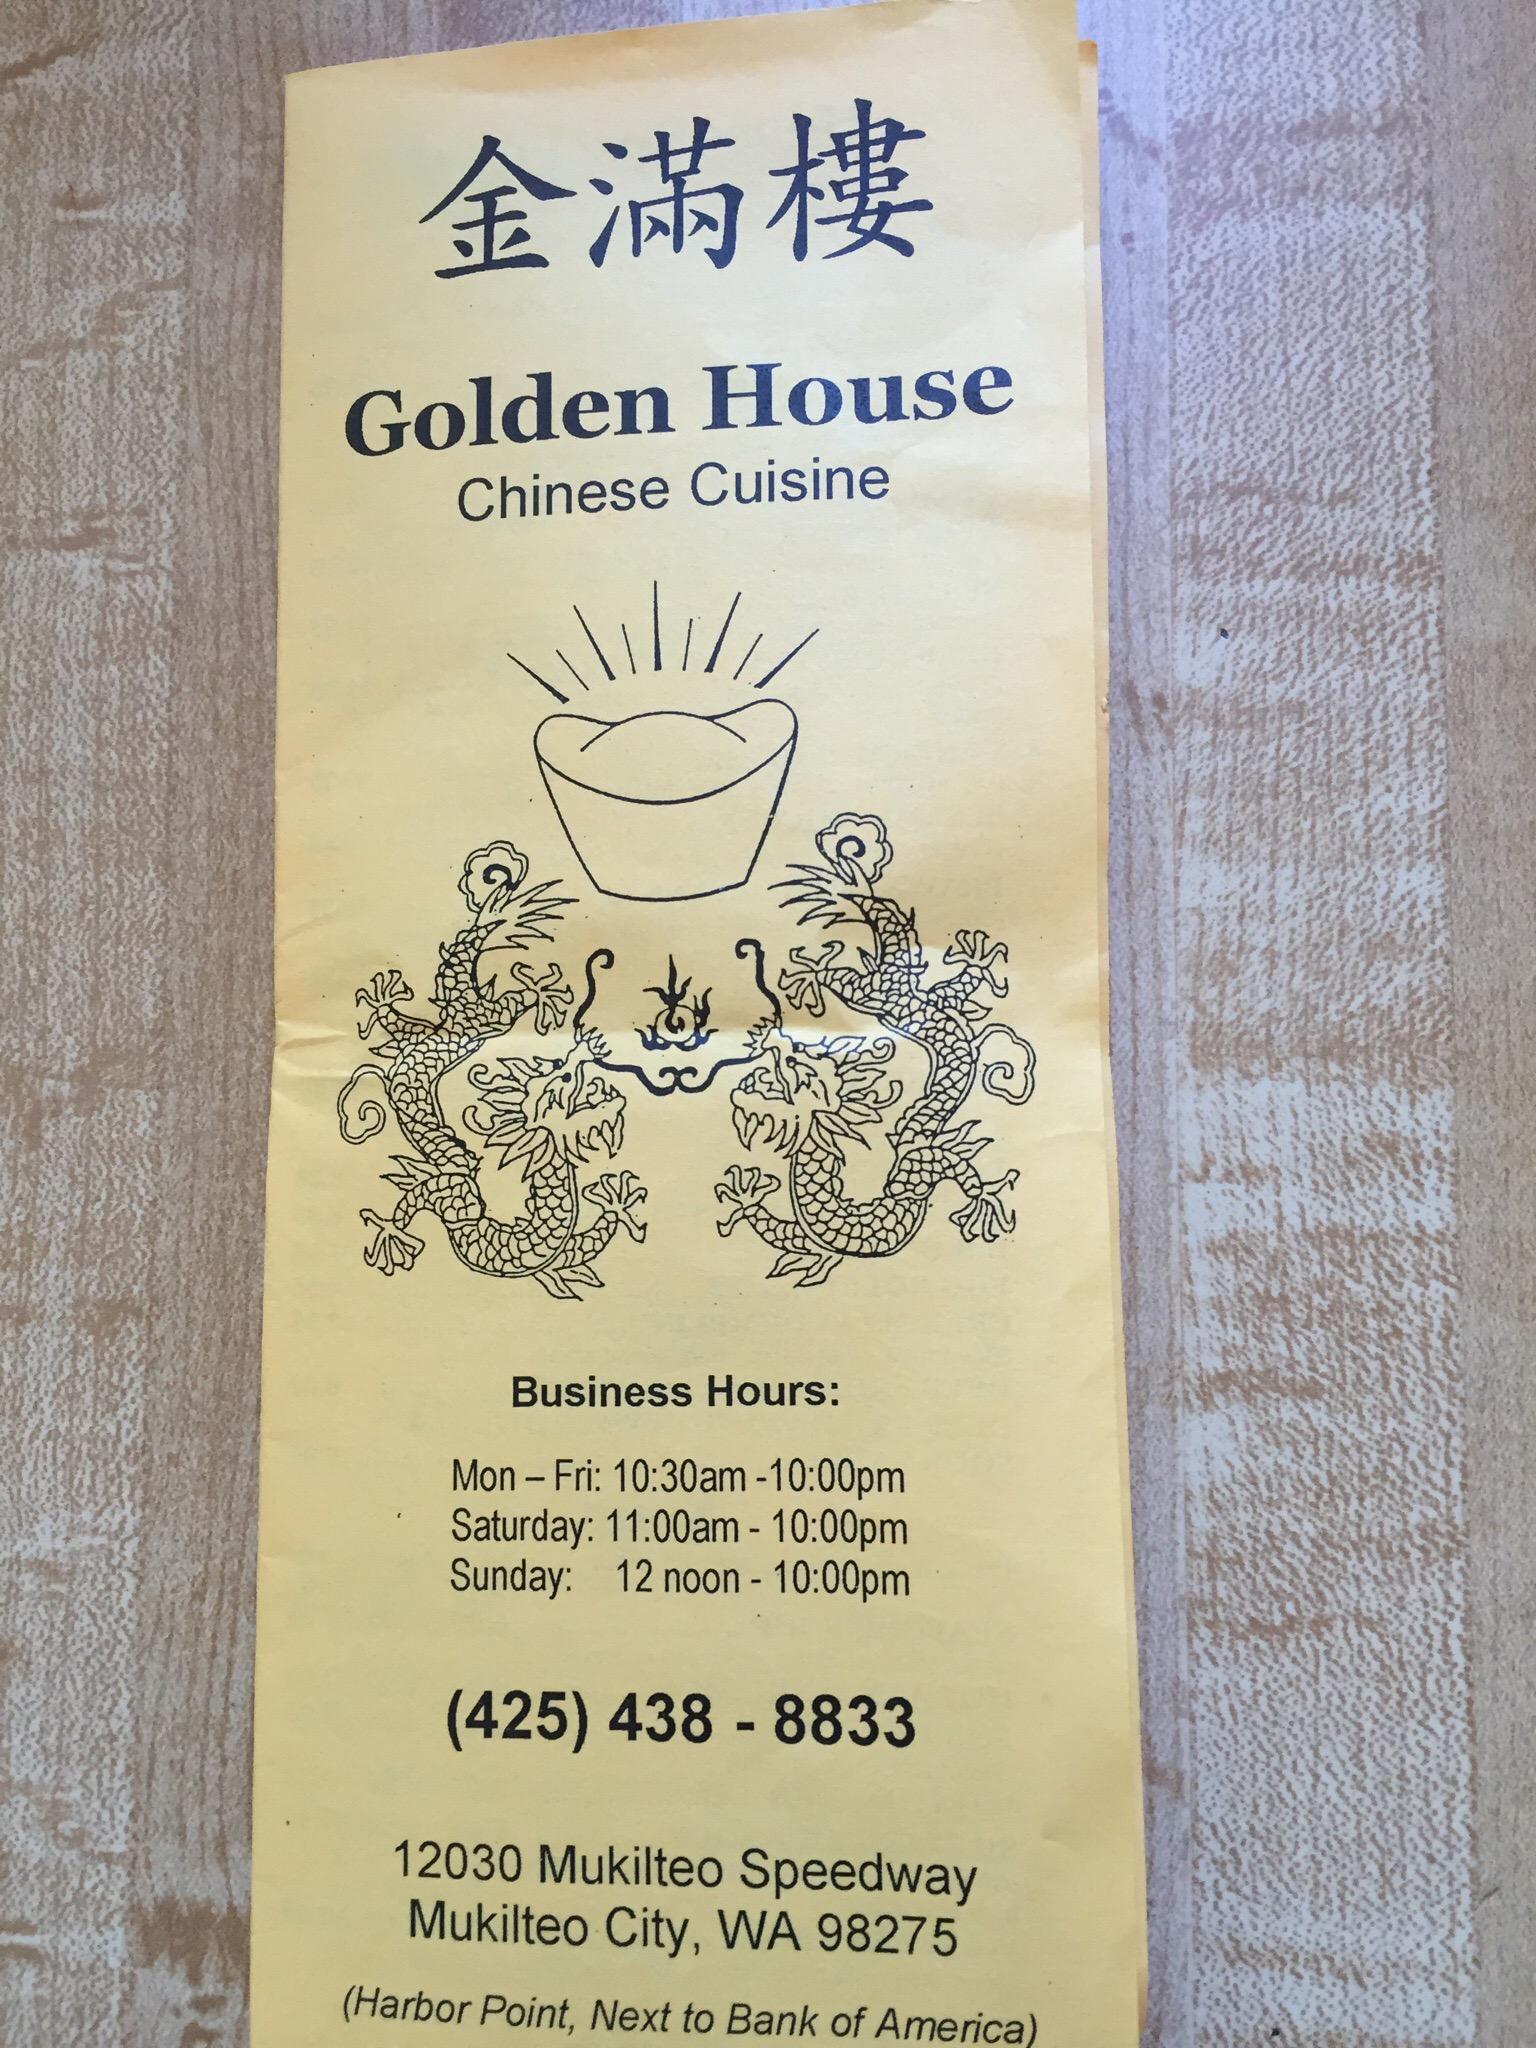 金滿樓
Golden House
Chinese Cuisine
Business Hours:
Mon – Fri: 10:30am -10:00pm
Saturday: 11:00am - 10:00pm
Sunday: 12 noon - 10:00pm
(425) 438 - 8833
12030 Mukilteo Speedway
Mukilteo City, WA 98275
(Harbor Point, Next to Bank of America)